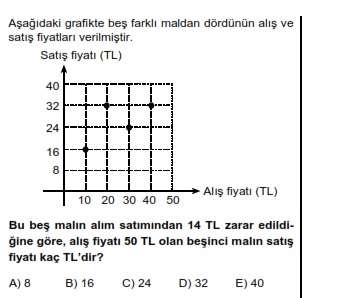 Aşağıdaki grafikte beş farklı maldan dördünün alış ve
satış fiyatları verilmiştir.
Satış fiyatı (TL)
40
32
24
16
8
Alış fiyatı (TL)
10 20 30 40 50
Bu beş malın alım satımından 14 TL zarar edildi-
ğine göre, alış fiyatı 50 TL olan beşinci malın satış
fiyatı kaç TL'dir?
A) 8 B) 16 C) 24 D) 32 E) 40